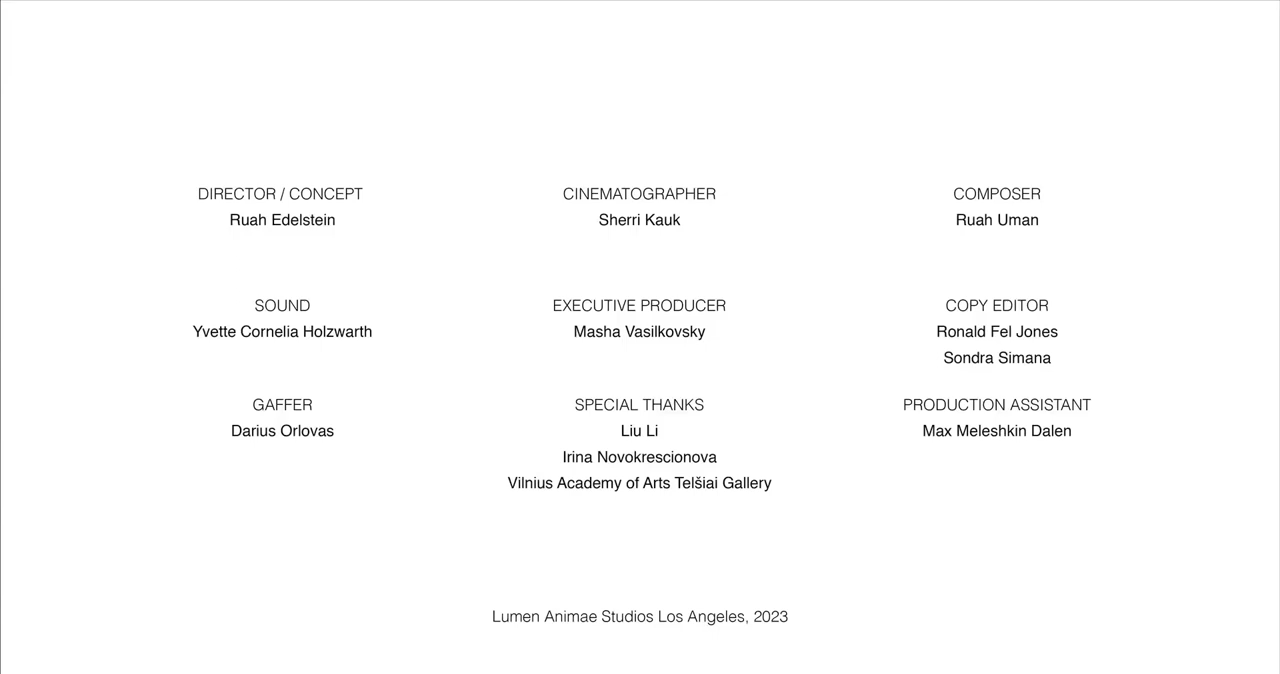 DIRECTOR / CONCEPT
Ruah Edelstein
CINEMATOGRAPHER
Sherri Kauk
COMPOSER
Ruah Uman
SOUND
Yvette Cornelia Holzwarth
EXECUTIVE PRODUCER
Masha Vasilkovsky
COPY EDITOR
Ronald Fel Jones
Sondra Simana
GAFFER
Darius Orlovas
SPECIAL THANKS
Liu Li
Irina Novokrescionova
Vilnius Academy of Arts Telšiai Gallery
PRODUCTION ASSISTANT
Max Meleshkin Dalen
Lumen Animae Studios Los Angeles, 2023